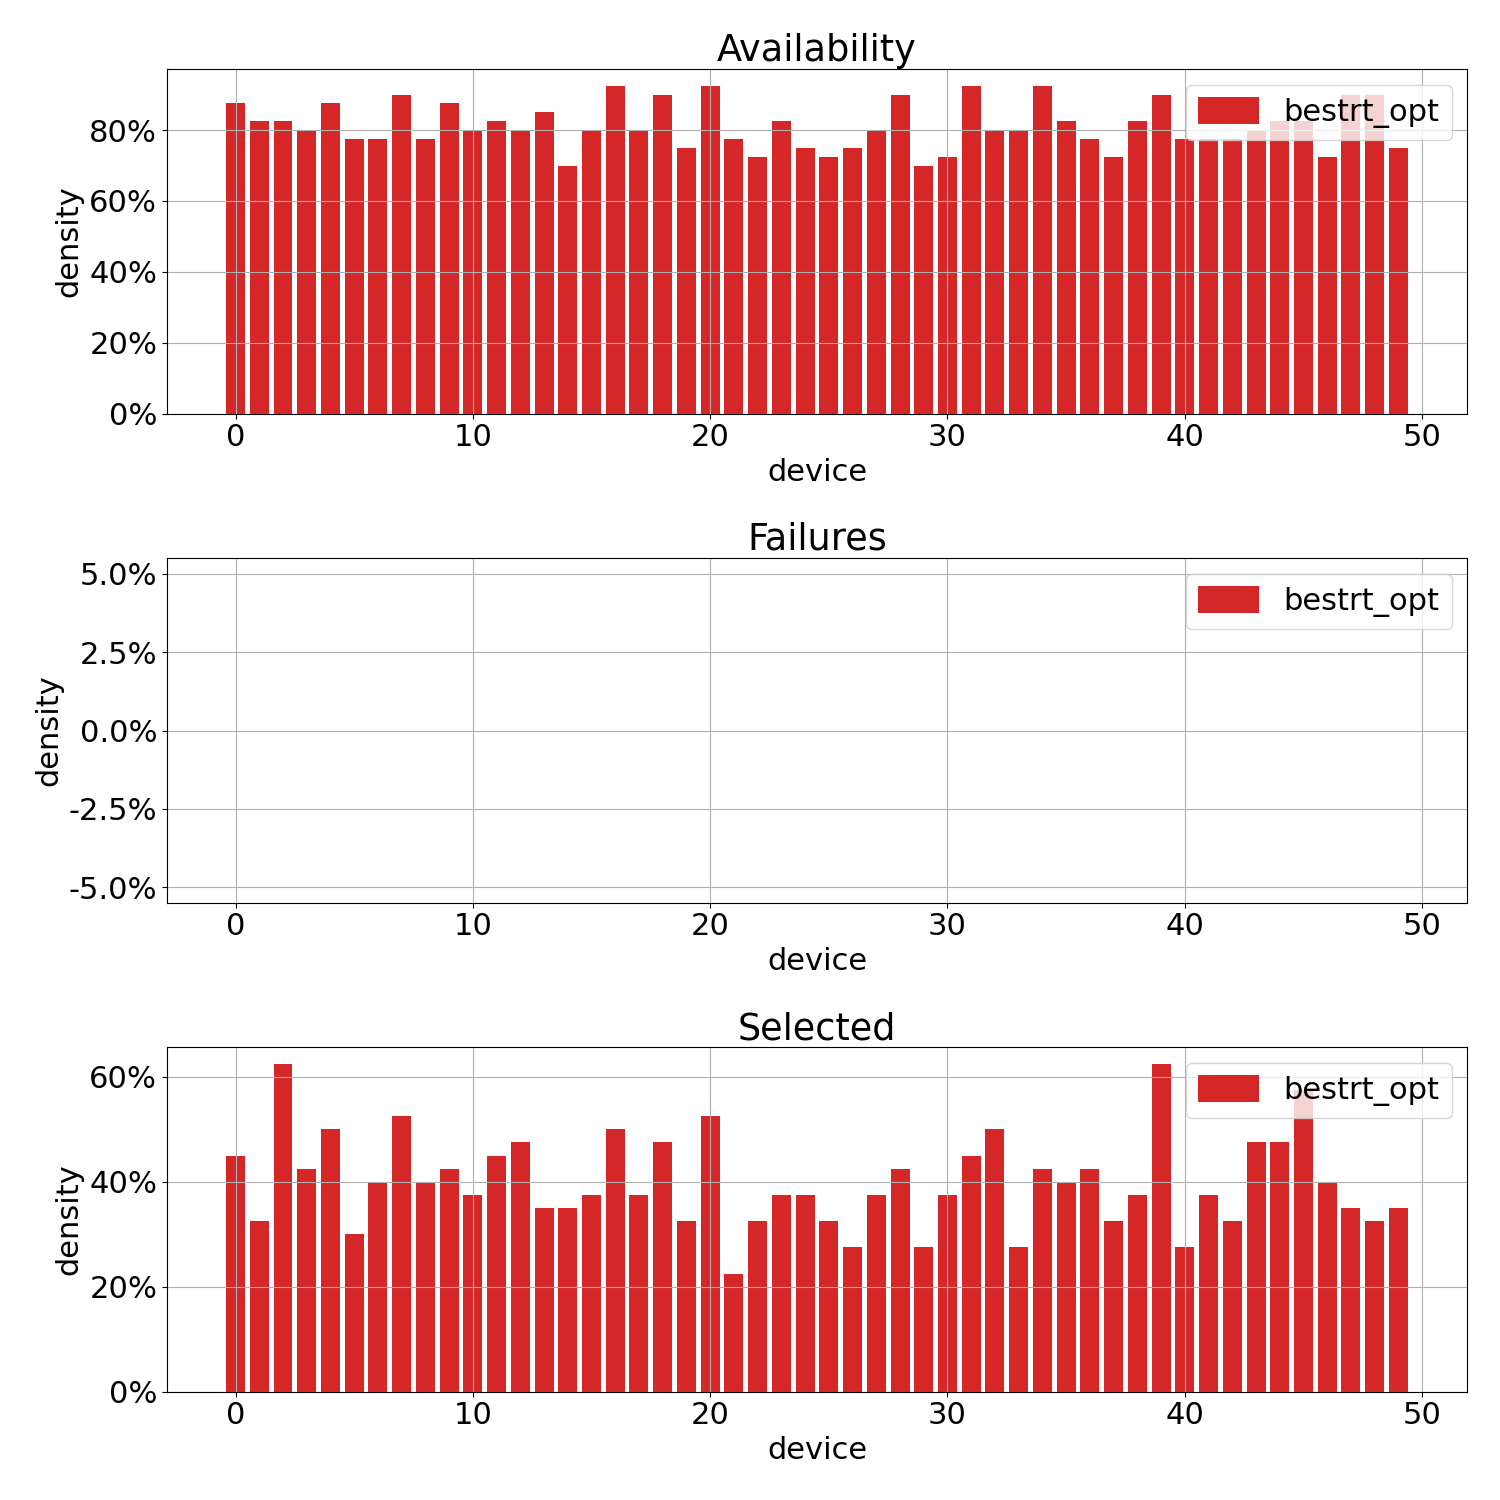 Availability
density
80%
60%
40%
20%
0%
bestrt_opt
0 10 20 30 40 50
device
Failures
density
5.0%
2.5%
0.0%
-2.5%
-5.0%
bestrt_opt
0 10 20 30 40 50
device
Selected
density
60%
40%
20%
0%
bestrt_opt
0 10 20 30 40 50
device